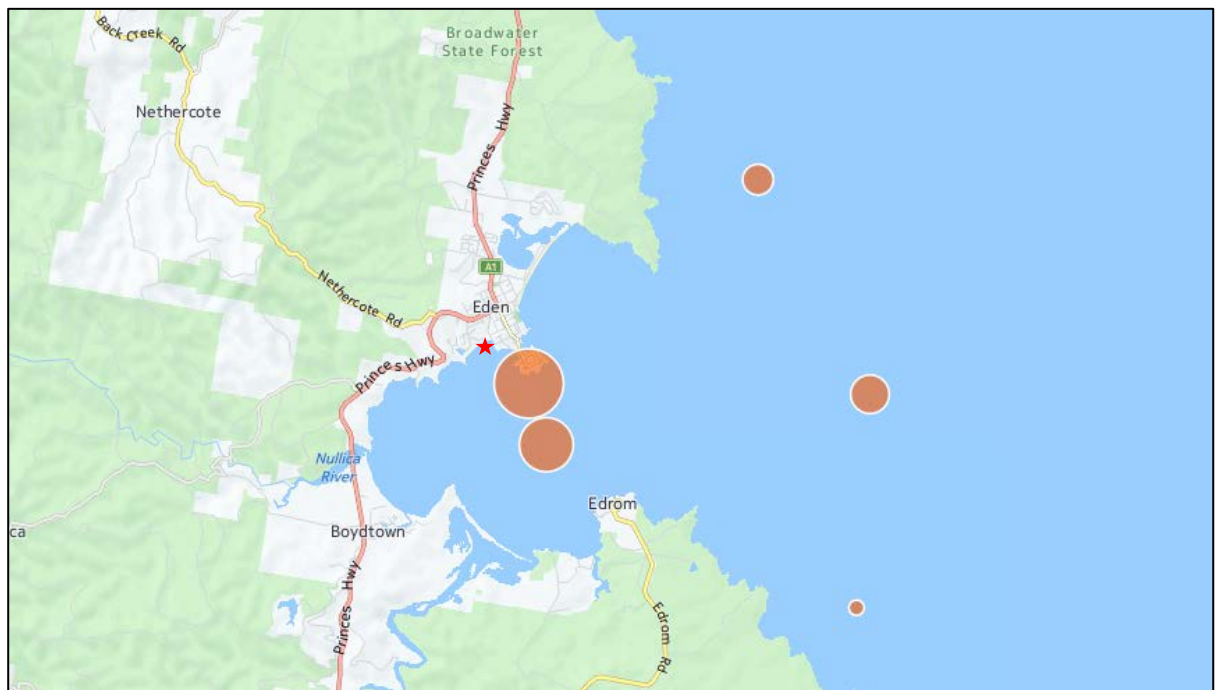 Back Creek Rd
Broadwater
State Forest
Nethercote
Princes Hwy
A1
Nethercote Rd
Eden
Princes Hwy
Nullica
River
Edrom
ca
Boydtown
Princes Hwy
Edrom Rd